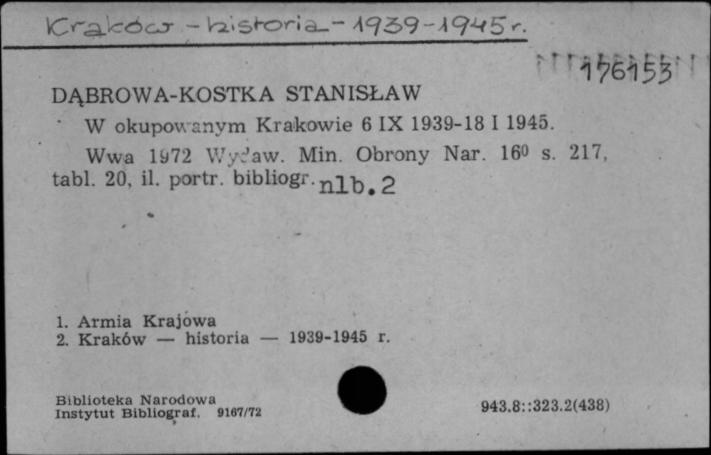 Kraków - historia - 1939-1945 r.
176153
DĄBROWA-KOSTKA STANISŁAW
W okupowanym Krakowie 6 IX 1939-18 I 1945.
Wwa 1972 Wydaw. Min. Obrony Nar. 16⁰ s. 217,
tabl. 20, il. portr. bibliogr. nlb. 2
1. Armia Krajowa
2. Kraków — historia — 1939-1945 r.
Biblioteka Narodowa
Instytut Bibliograf. 9167/72
943.8::323.2(438)